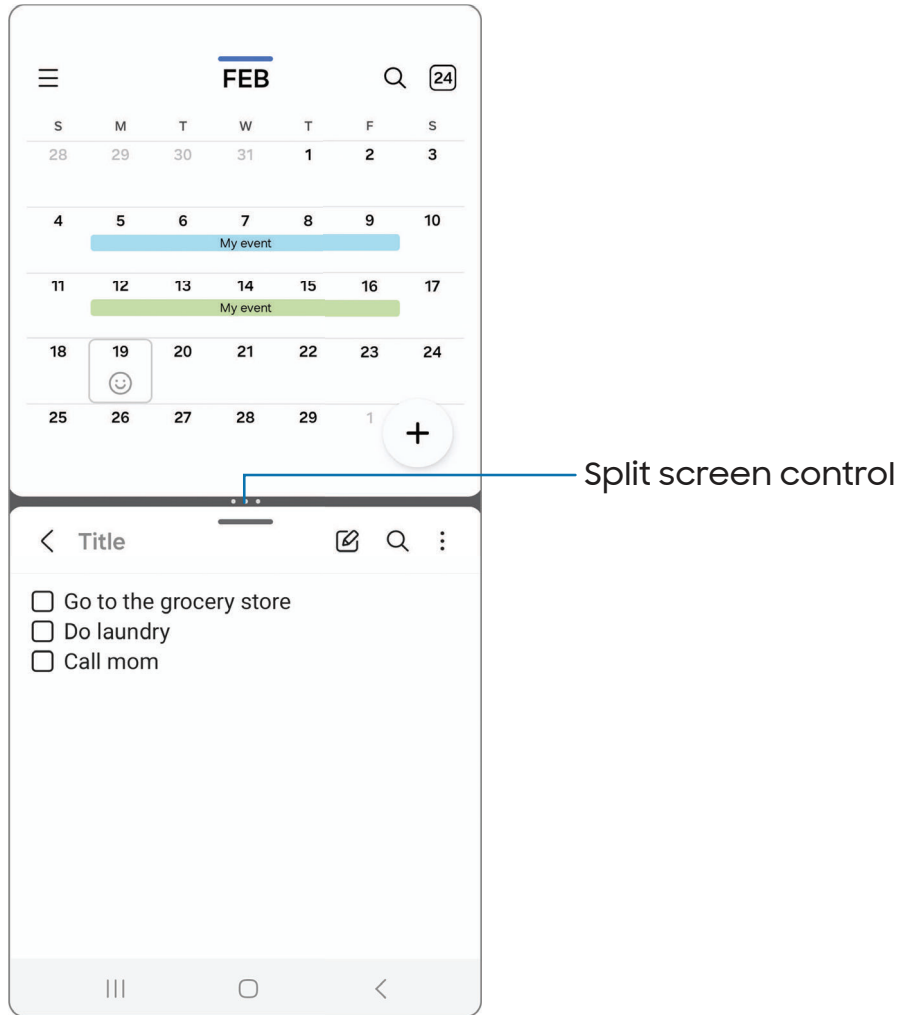 FEB
24
S M T W T F S
28 29 30 31 1 2 3
4 5 6 7 8 9 10
My event
11 12 13 14 15 16 17
My event
18 19 20 21 22 23 24
25 26 27 28 29 1
Split screen control
Title
Go to the grocery store
Do laundry
Call mom